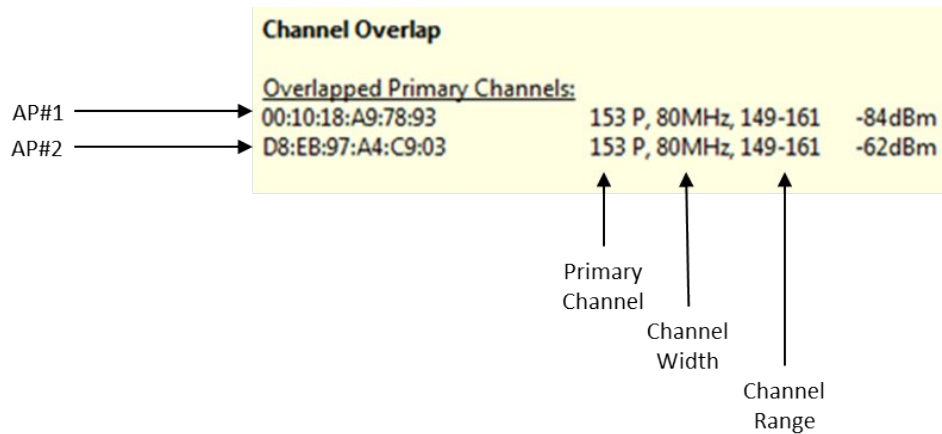 Channel Overlap
Overlapped Primary Channels:
AP#1 00:10:18:A9:78:93 153 P, 80MHz, 149-161 -84dBm
AP#2 D8:EB:97:A4:C9:03 153 P, 80MHz, 149-161 -62dBm
Primary
Channel
Channel
Width
Channel
Range